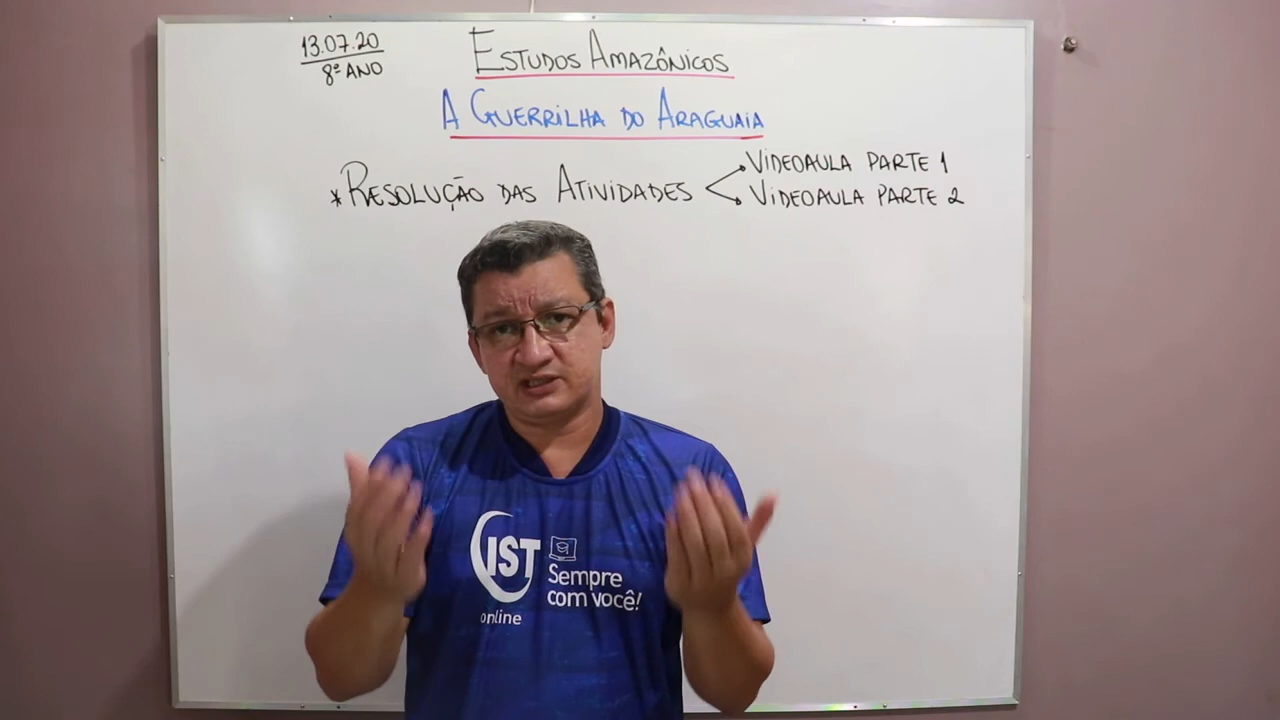 13.07.20
8º ANO
ESTUDOS AMAZÔNICOS
A GUERRILHA DO ARAGUAIA
* RESOLUÇÃO DAS ATIVIDADES
VIDEOAULA PARTE 1
VIDEOAULA PARTE 2
IST
online
Sempre
com você!